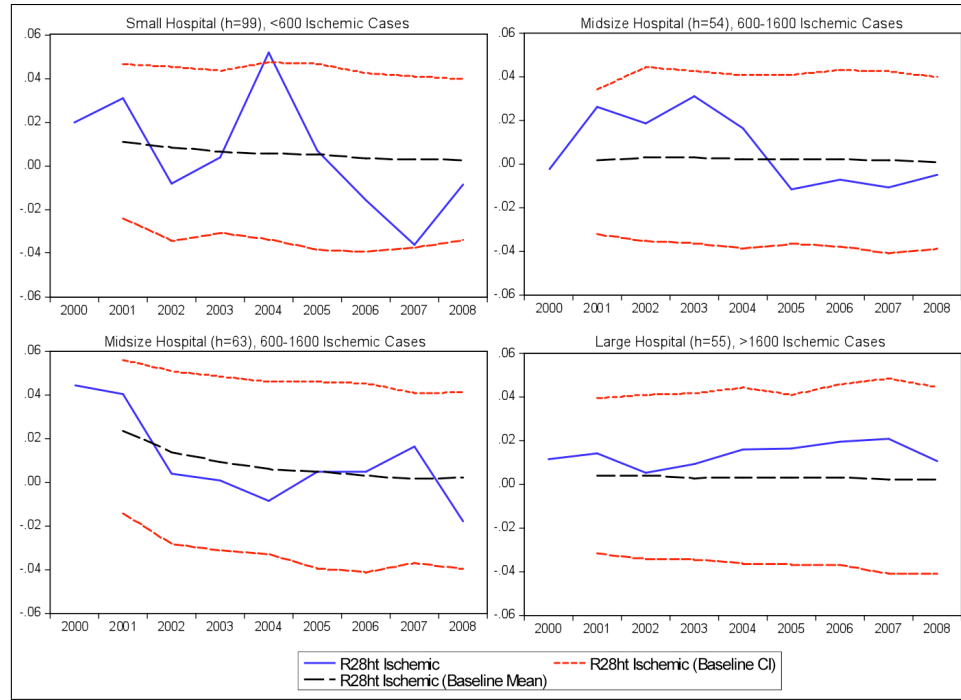 Small Hospital (h=99), <600 Ischemic Cases
.06
.04
.02
.00
-.02
-.04
-.06
2000 2001 2002 2003 2004 2005 2006 2007 2008
Midsize Hospital (h=54), 600-1600 Ischemic Cases
.06
.04
.02
.00
-.02
-.04
-.06
2000 2001 2002 2003 2004 2005 2006 2007 2008
Midsize Hospital (h=63), 600-1600 Ischemic Cases
.06
.04
.02
.00
-.02
-.04
-.06
2000 2001 2002 2003 2004 2005 2006 2007 2008
Large Hospital (h=55), >1600 Ischemic Cases
.06
.04
.02
.00
-.02
-.04
-.06
2000 2001 2002 2003 2004 2005 2006 2007 2008
R28ht Ischemic
R28ht Ischemic (Baseline CI)
R28ht Ischemic (Baseline Mean)